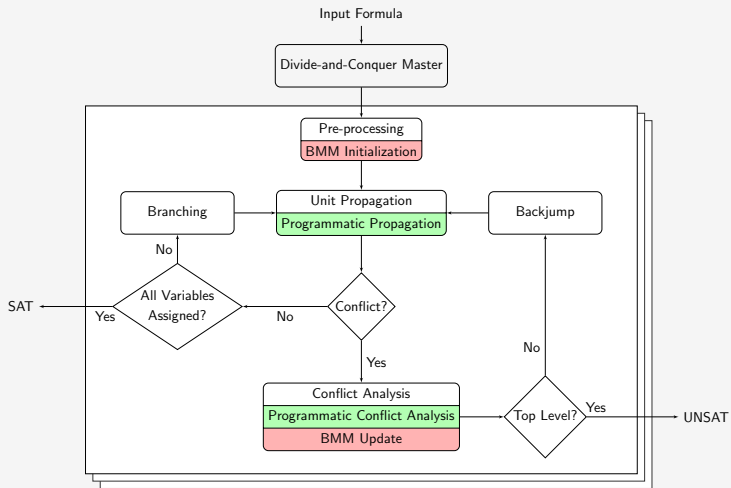 Input Formula
Divide-and-Conquer Master
Pre-processing
BMM Initialization
Unit Propagation
Programmatic Propagation
Branching
Backjump
No
All Variables
Assigned?
SAT
Yes
No
Conflict?
Yes
No
Conflict Analysis
Programmatic Conflict Analysis
BMM Update
Top Level?
Yes
UNSAT